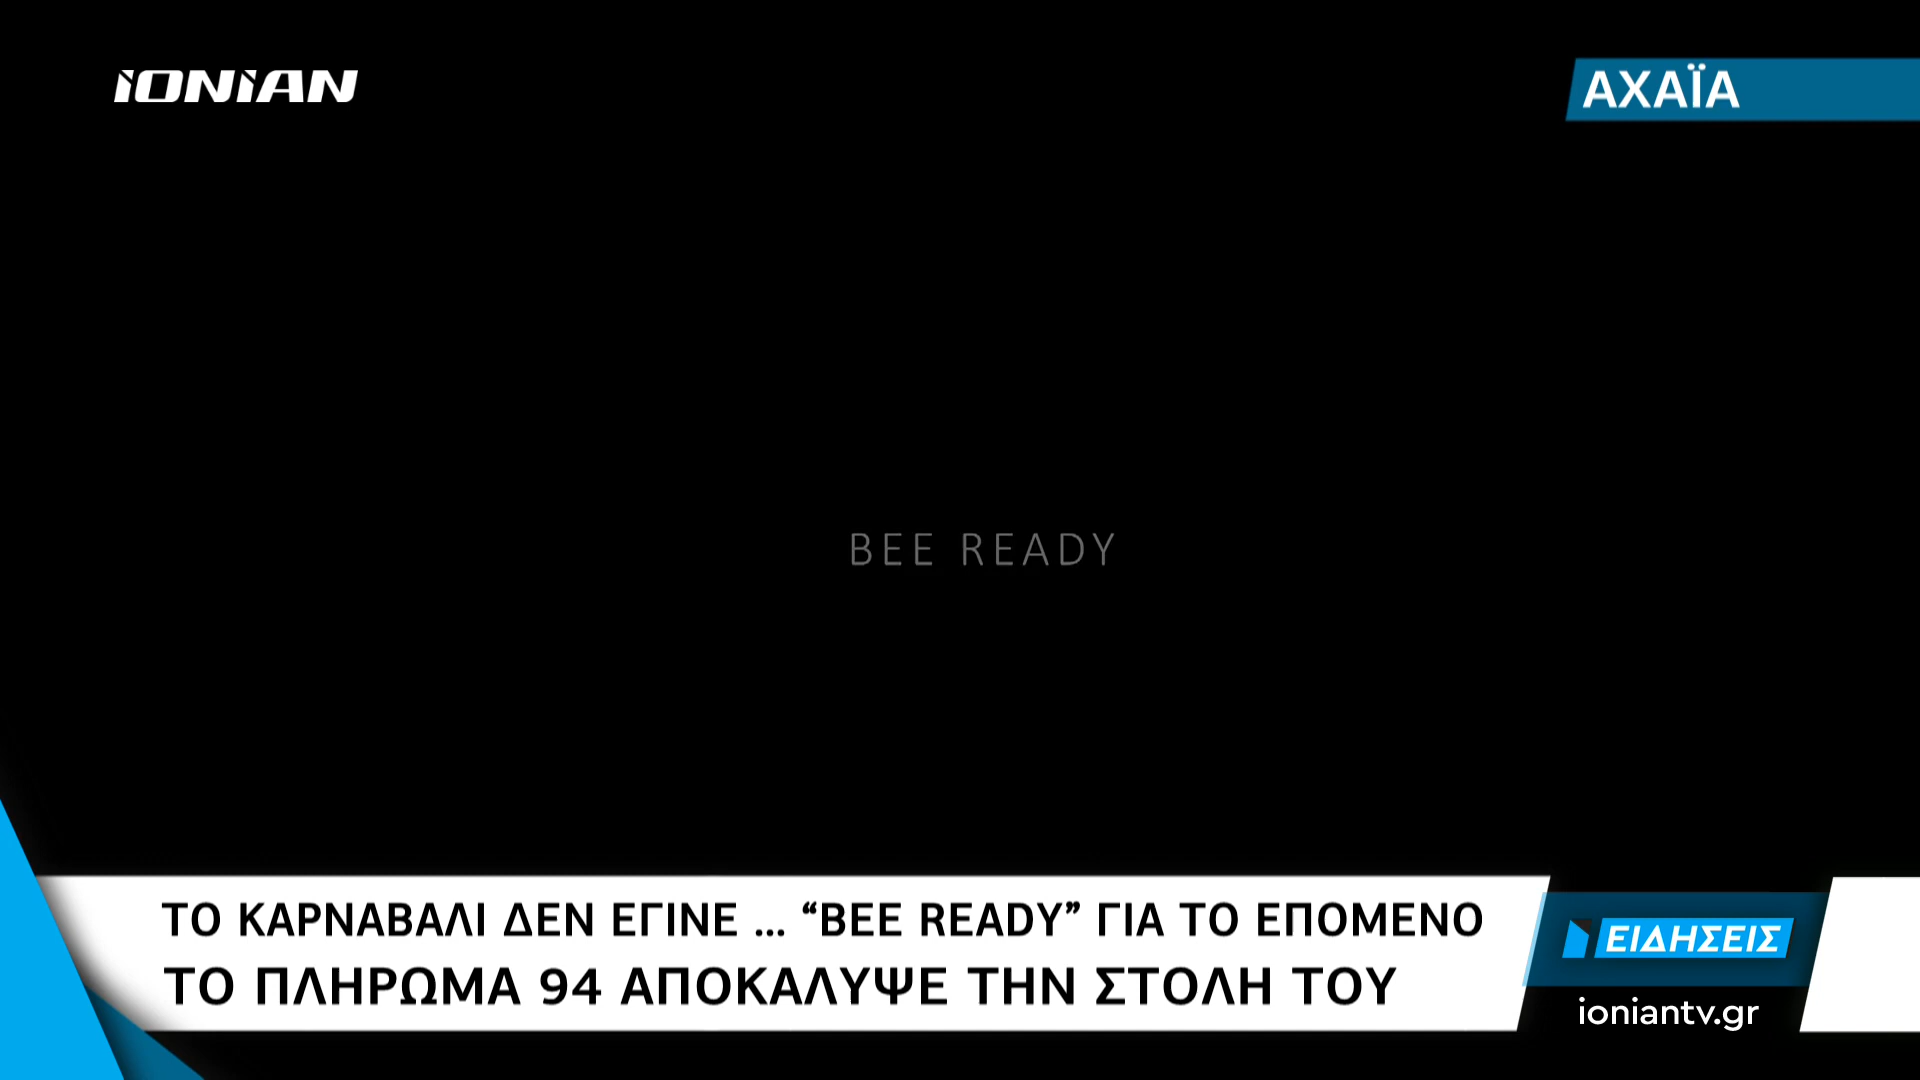 iONiAN
ΑΧΑΪΑ
BEE READY
ΤΟ ΚΑΡΝΑΒΑΛΙ ΔΕΝ ΕΓΙΝΕ ... “BEE READY” ΓΙΑ ΤΟ ΕΠΟΜΕΝΟ
ΤΟ ΠΛΗΡΩΜΑ 94 ΑΠΟΚΑΛΥΨΕ ΤΗΝ ΣΤΟΛΗ ΤΟΥ
ΕΙΔΗΣΕΙΣ
ioniantv.gr